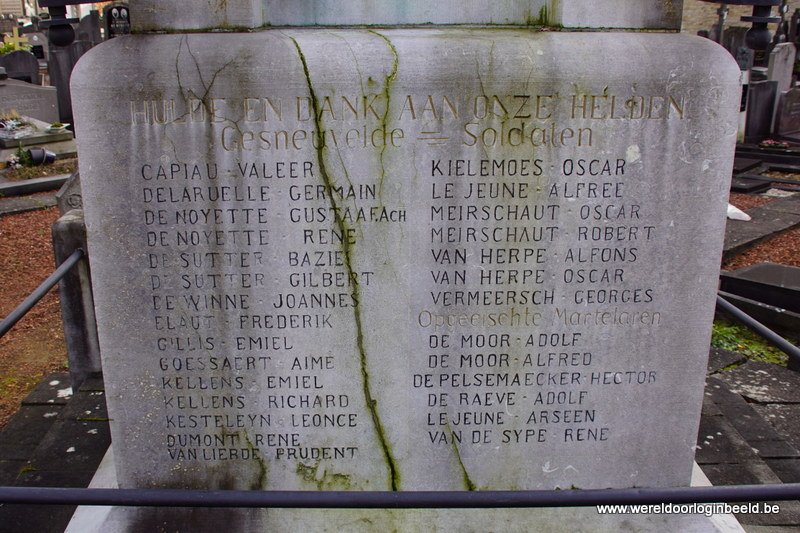 HULDE EN DANK AAN ONZE HELDEN
Gesneuvelde = Soldaten
CAPIAU - VALEER
DELARUELLE - GERMAIN
DE NOYETTE - GUSTAAF.ACH
DE NOYETTE RENE
DE SUTTER BAZIEL
DE SUTTER GILBERT
DE WINNE - JOANNES
ELAUT - FREDERIK
GILLIS - EMIEL
GOESSAERT - AIME
KELLENS - EMIEL
KELLENS - RICHARD
KESTELEYN - LEONCE
DUMONT RENE
VAN LIERDE PRUDENT
KIELEMOES - OSCAR
LE JEUNE - ALFREE
MEIRSCHAUT - OSCAR
MEIRSCHAUT - ROBERT
VAN HERPE - ALFONS
VAN HERPE - OSCAR
VERMEERSCH - GEORGES
Opgeeischte Martelaren
DE MOOR - ADOLF
DE MOOR - ALFRED
DE PELSEMAECKER - HECTOR
DE RAEVE - ADOLF
LEJEUNE - ARSEEN
VAN DE SYPE - RENE
www.wereldoorloginbeeld.be